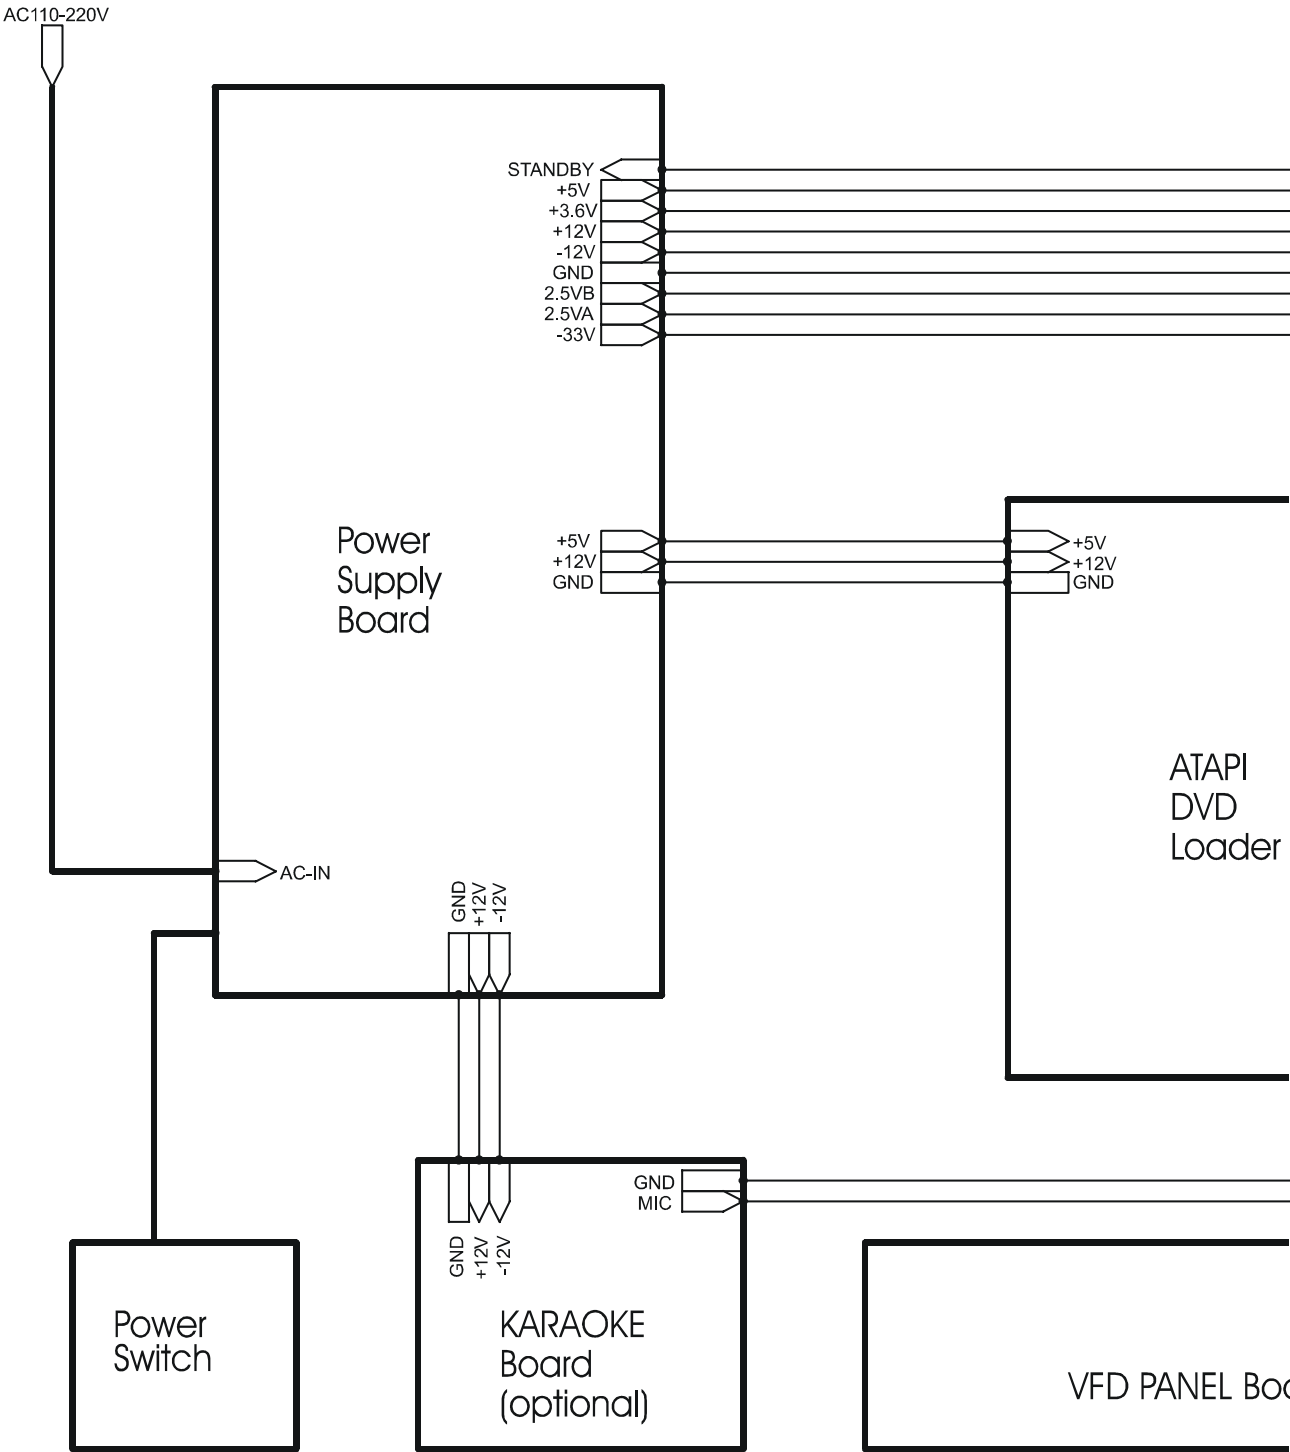 AC110-220V
STANDBY
+5V
+3.6V
+12V
-12V
GND
2.5VB
2.5VA
-33V
Power
Supply
Board
+5V
+12V
GND
+5V
+12V
GND
ATAPI
DVD
Loader
AC-IN
GND
+12V
-12V
GND
MIC
GND
+12V
-12V
KARAOKE
Board
(optional)
Power
Switch
VFD PANEL Boa